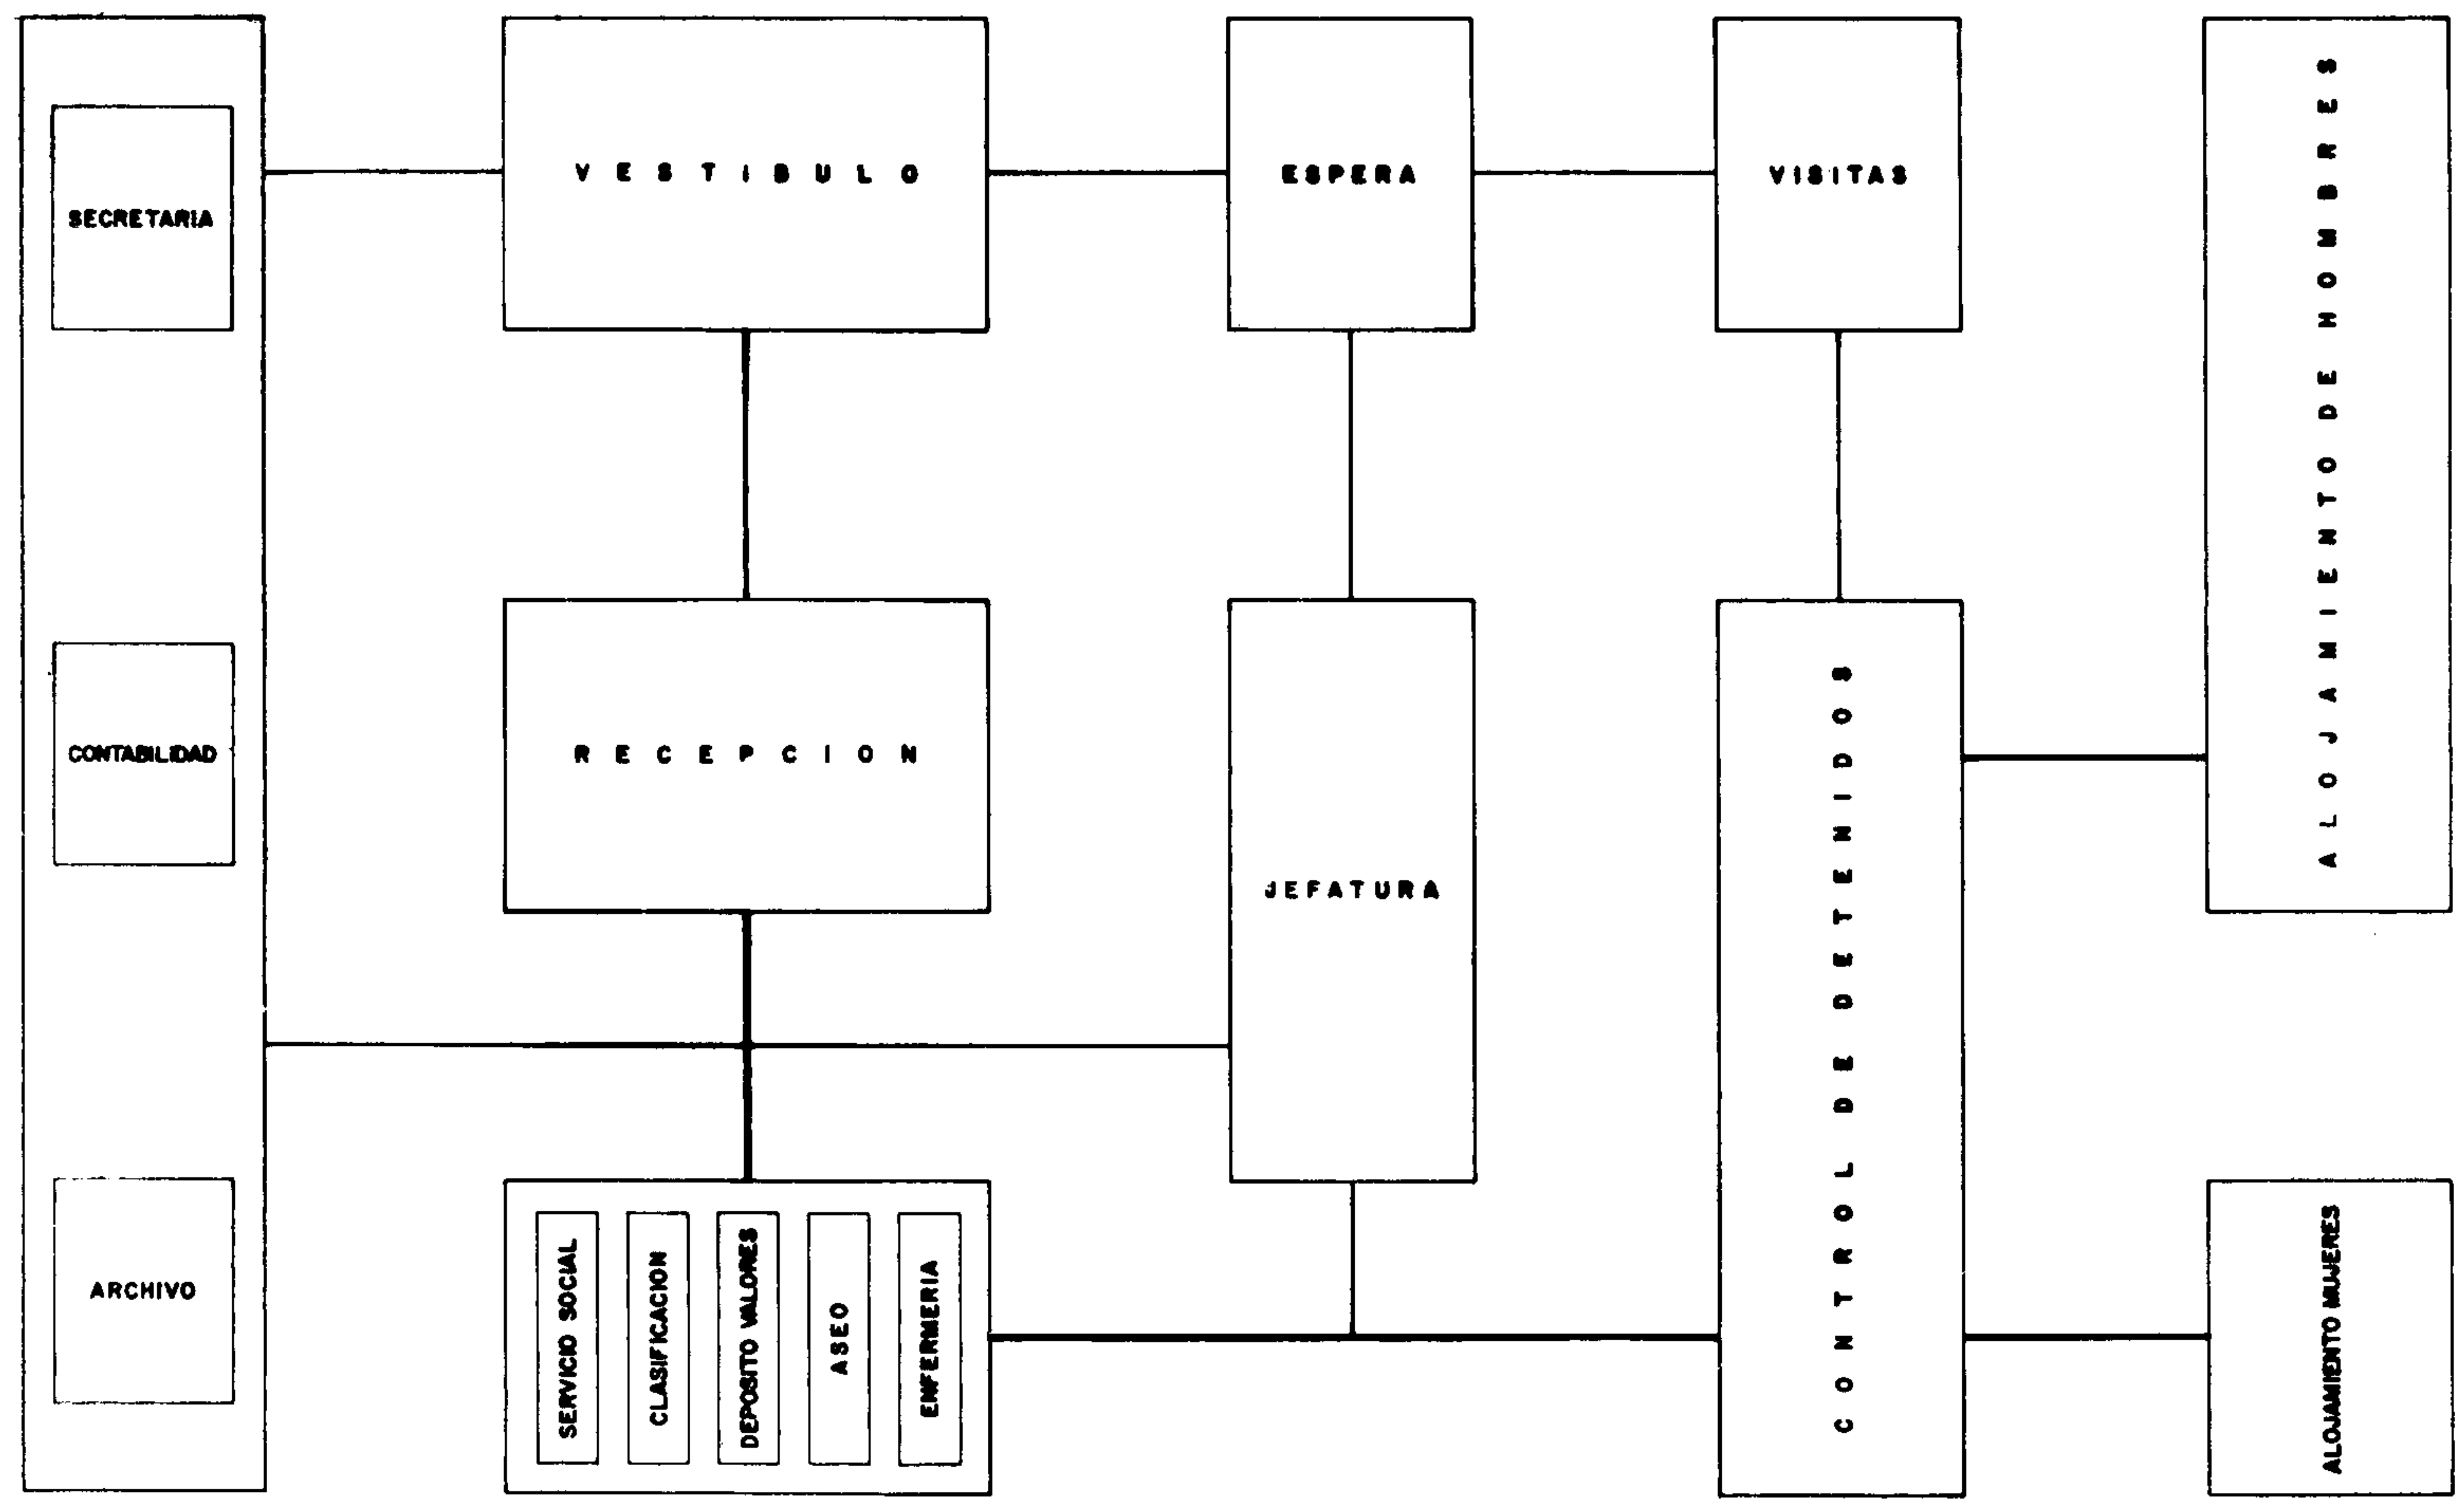 SECRETARIA
CONTABILIDAD
ARCHIVO
VESTIBULO
RECEPCION
SERVICIO SOCIAL
CLASIFICACION
DEPOSITO VALORES
ASEO
ENFERMERIA
ESPERA
JEFATURA
VISITAS
CONTROL DE DETENIDOS
ALOJAMIENTO DE HOMBRES
ALOJAMIENTO MUJERES